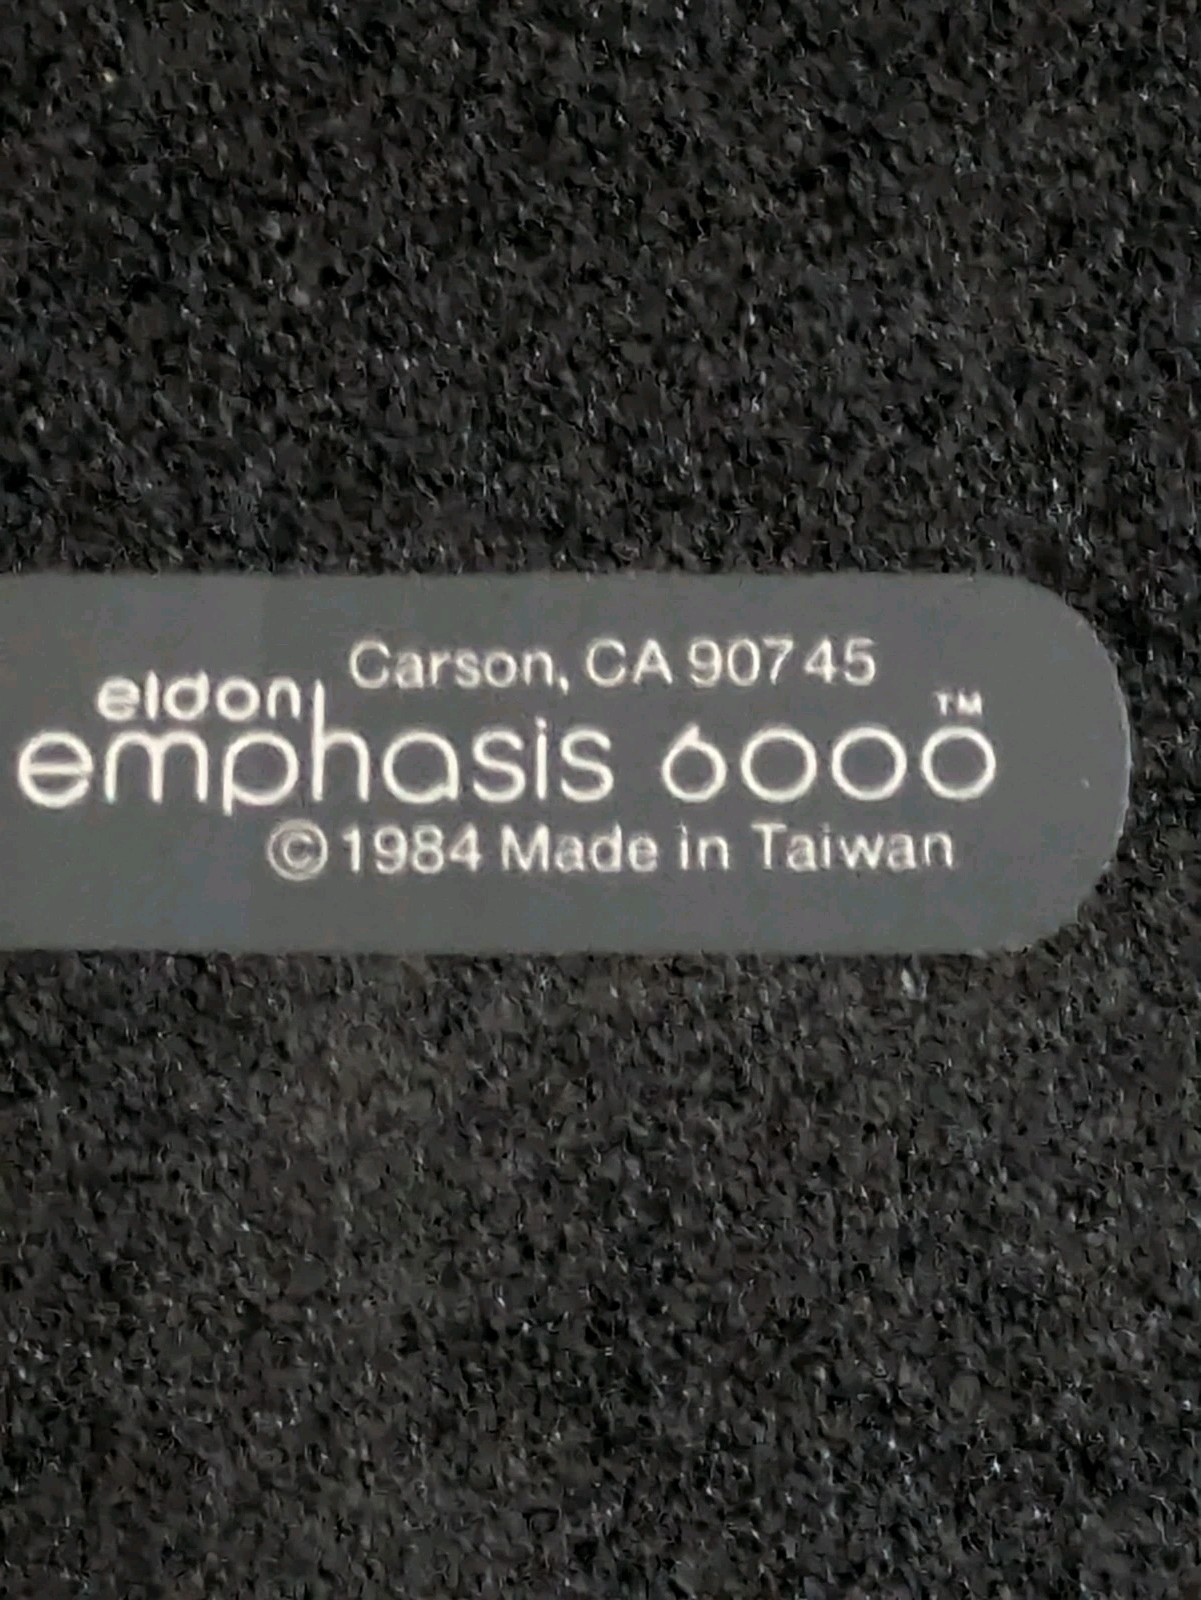 Carson, CA 90745
eldon
emphasis 6000™
©1984 Made in Taiwan